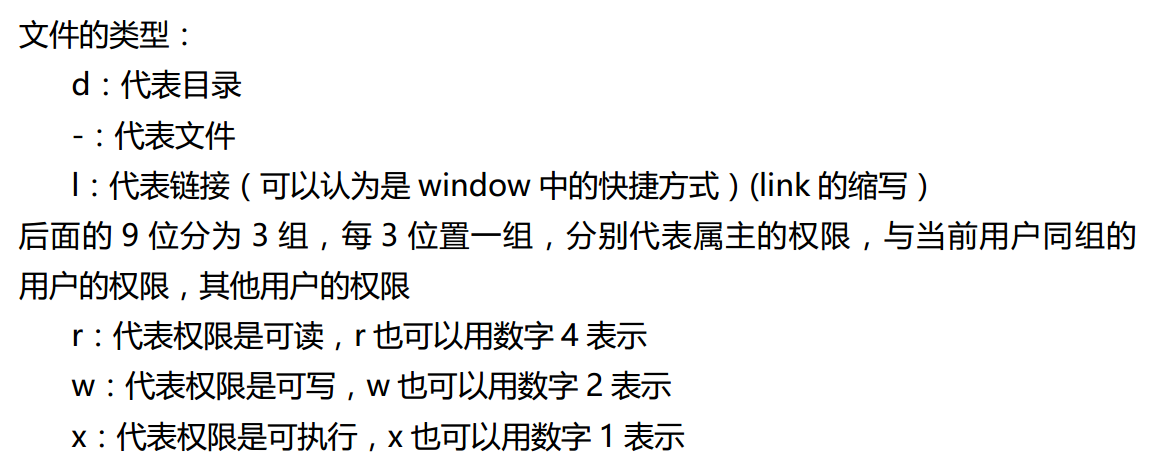 文件的类型：
d：代表目录
-：代表文件
l：代表链接（可以认为是 window 中的快捷方式）(link 的缩写）
后面的 9 位分为 3 组，每 3 位置一组，分别代表属主的权限，与当前用户同组的
用户的权限，其他用户的权限
r：代表权限是可读，r 也可以用数字 4 表示
w：代表权限是可写，w 也可以用数字 2 表示
x：代表权限是可执行，x 也可以用数字 1 表示